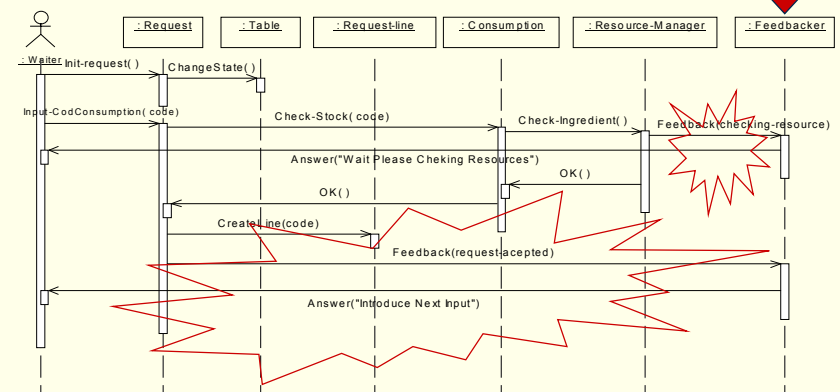 : Request
: Table
: Request-line
: Consumption
: Resource-Manager
: Feedbacker
: Waiter
Init-request( )
ChangeState( )
Input-CodConsumption( code)
Check-Stock( code)
Check-Ingredient( )
Feedback(checking-resource)
Answer("Wait Please Cheking Resources")
OK( )
OK( )
CreateLine(code)
Feedback(request-acepted)
Answer("Introduce Next Input")